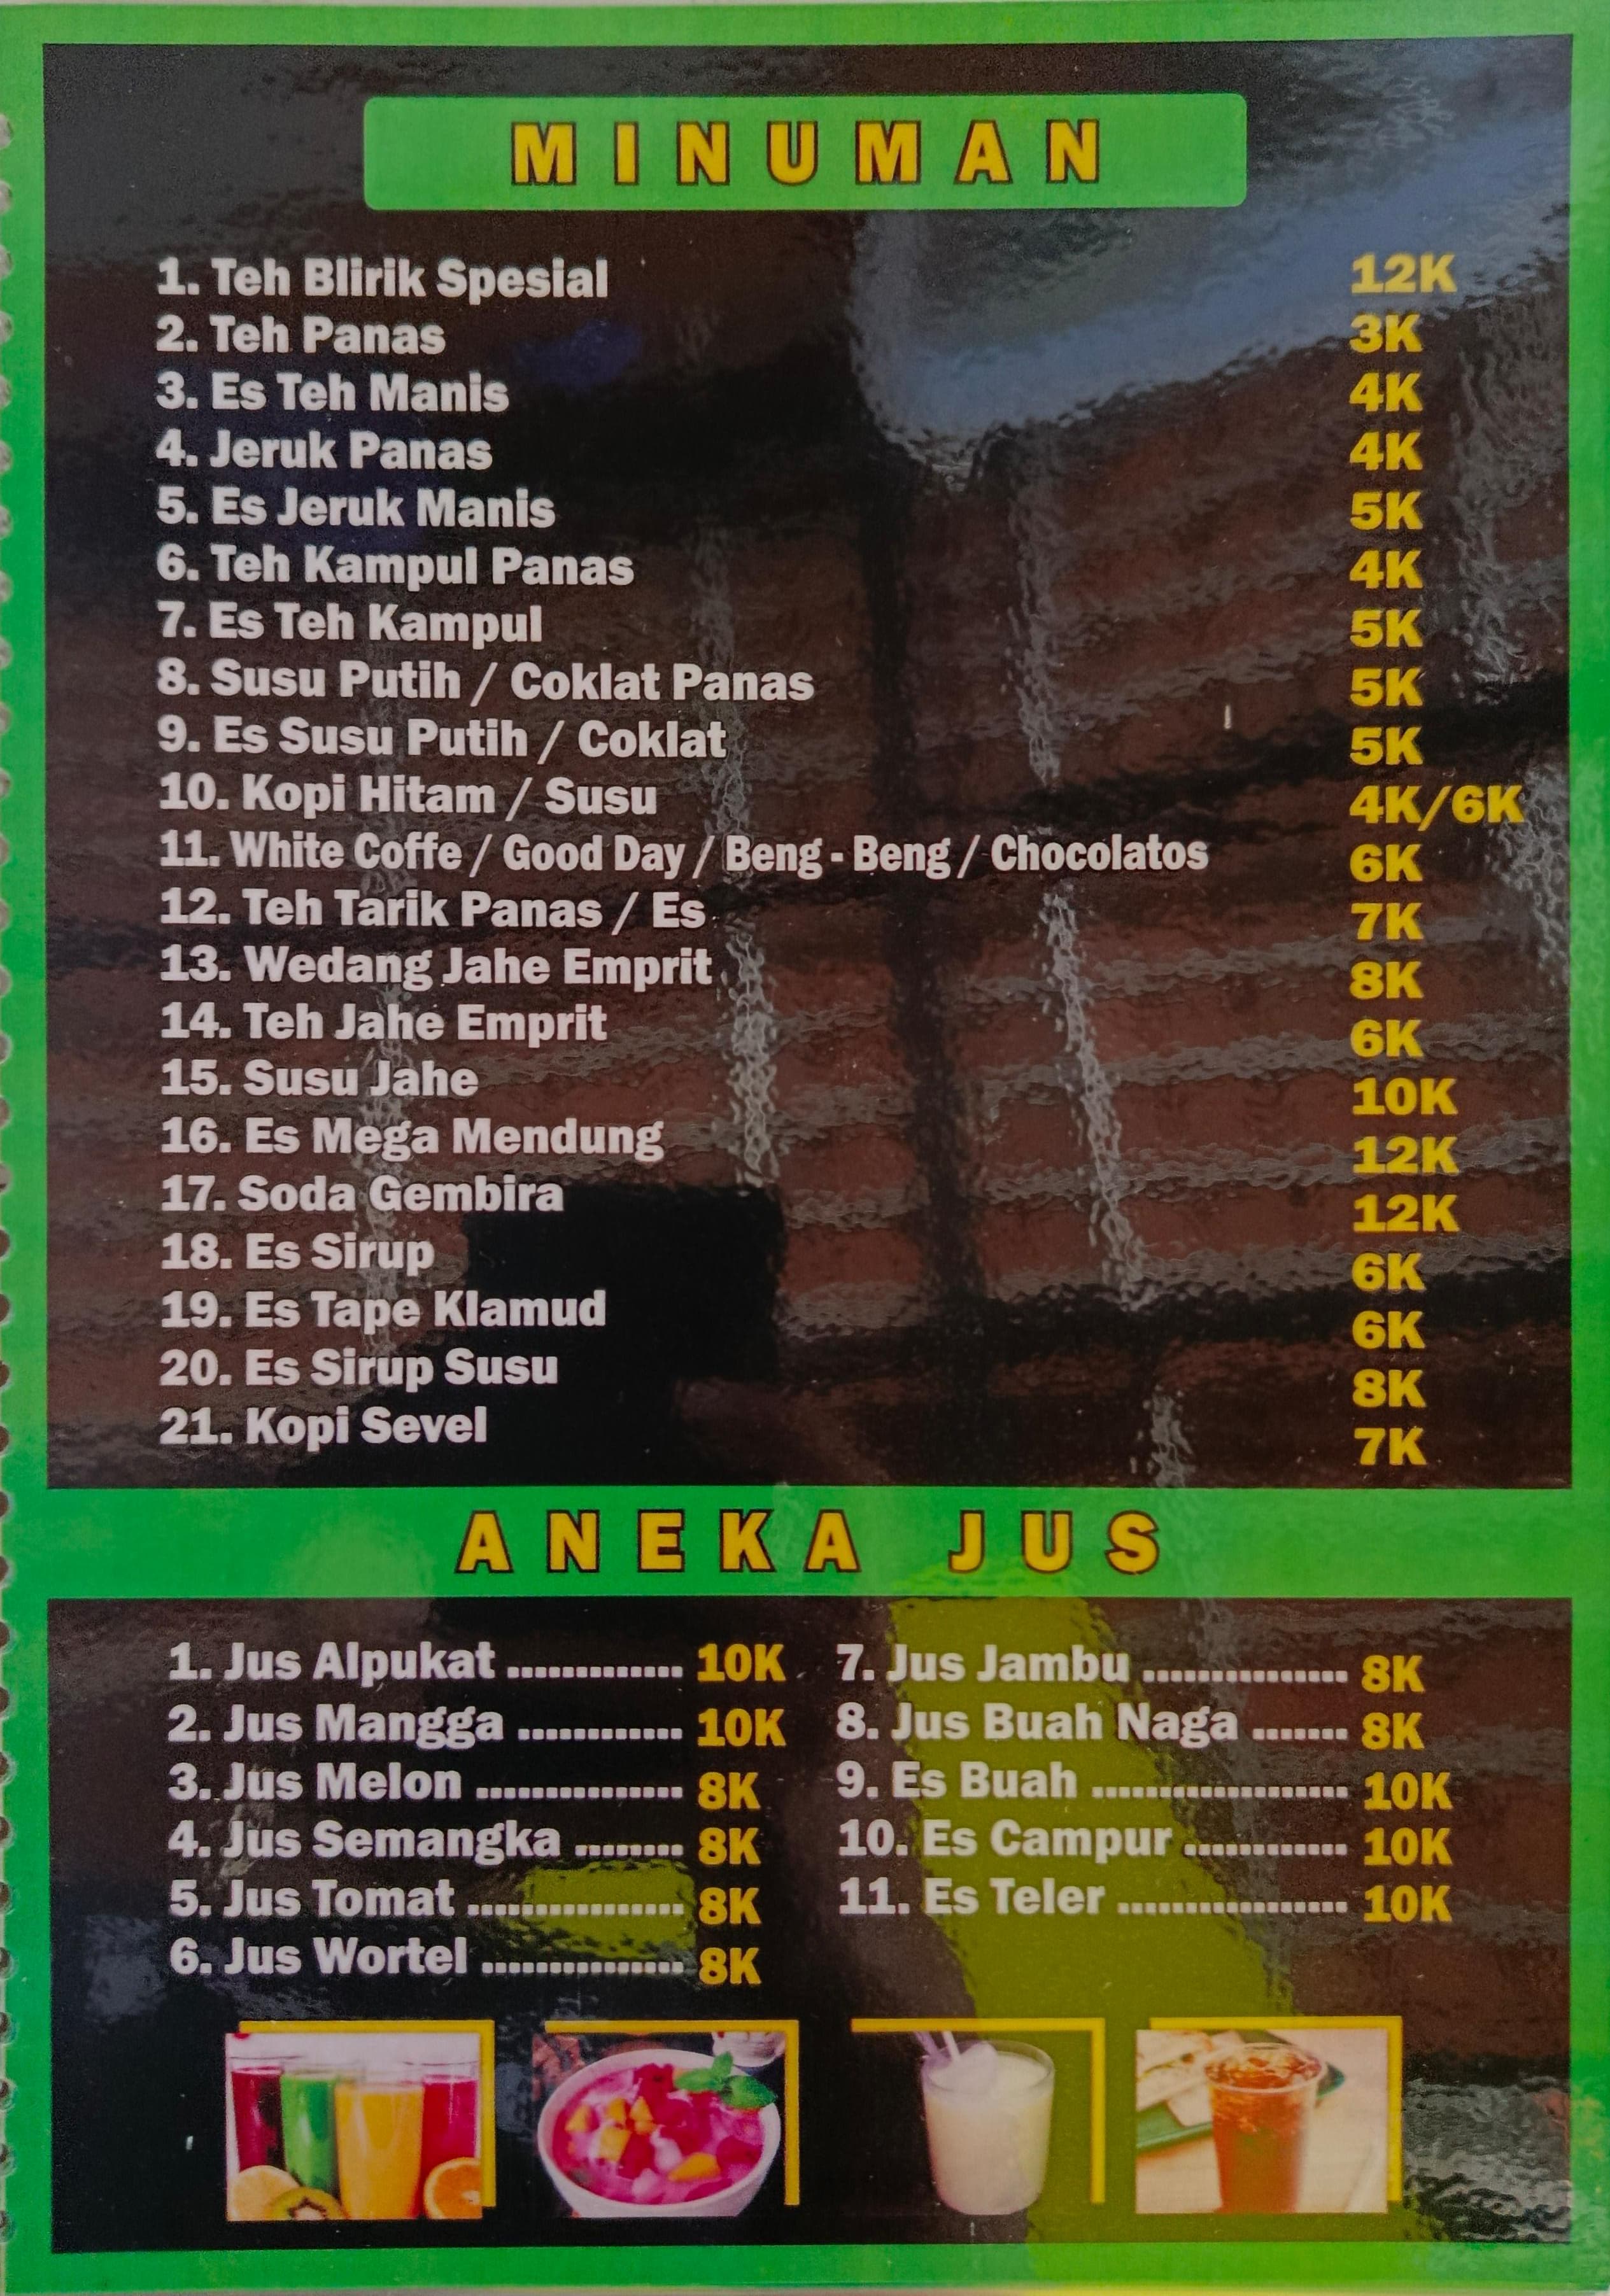 MINUMAN
1. Teh Blirik Spesial 12K
2. Teh Panas 3K
3. Es Teh Manis 4K
4. Jeruk Panas 4K
5. Es Jeruk Manis 5K
6. Teh Kampul Panas 4K
7. Es Teh Kampul 5K
8. Susu Putih / Coklat Panas 5K
9. Es Susu Putih / Coklat 5K
10. Kopi Hitam / Susu 4K/6K
11. White Coffe / Good Day / Beng - Beng / Chocolatos 6K
12. Teh Tarik Panas / Es 7K
13. Wedang Jahe Emprit 8K
14. Teh Jahe Emprit 6K
15. Susu Jahe 10K
16. Es Mega Mendung 12K
17. Soda Gembira 12K
18. Es Sirup 6K
19. Es Tape Klamud 6K
20. Es Sirup Susu 8K
21. Kopi Sevel 7K
ANEKA JUS
1. Jus Alpukat ............. 10K
2. Jus Mangga ............ 10K
3. Jus Melon ............... 8K
4. Jus Semangka ........ 8K
5. Jus Tomat ................ 8K
6. Jus Wortel ............... 8K
7. Jus Jambu ............... 8K
8. Jus Buah Naga ....... 8K
9. Es Buah ................... 10K
10. Es Campur ............ 10K
11. Es Teler ................. 10K